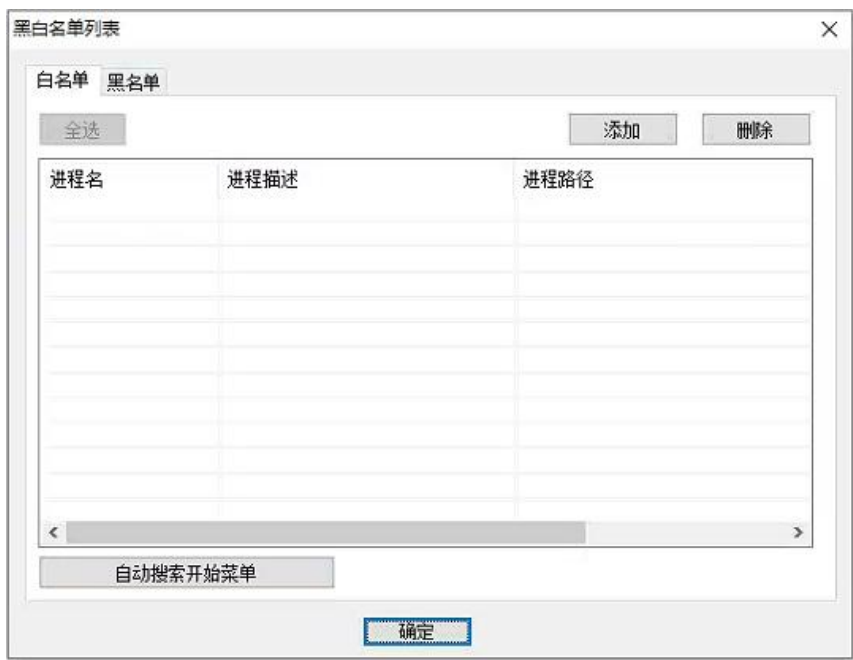 黑白名单列表
白名单 黑名单
全选 添加 删除
进程名 进程描述 进程路径
自动搜索开始菜单
确定